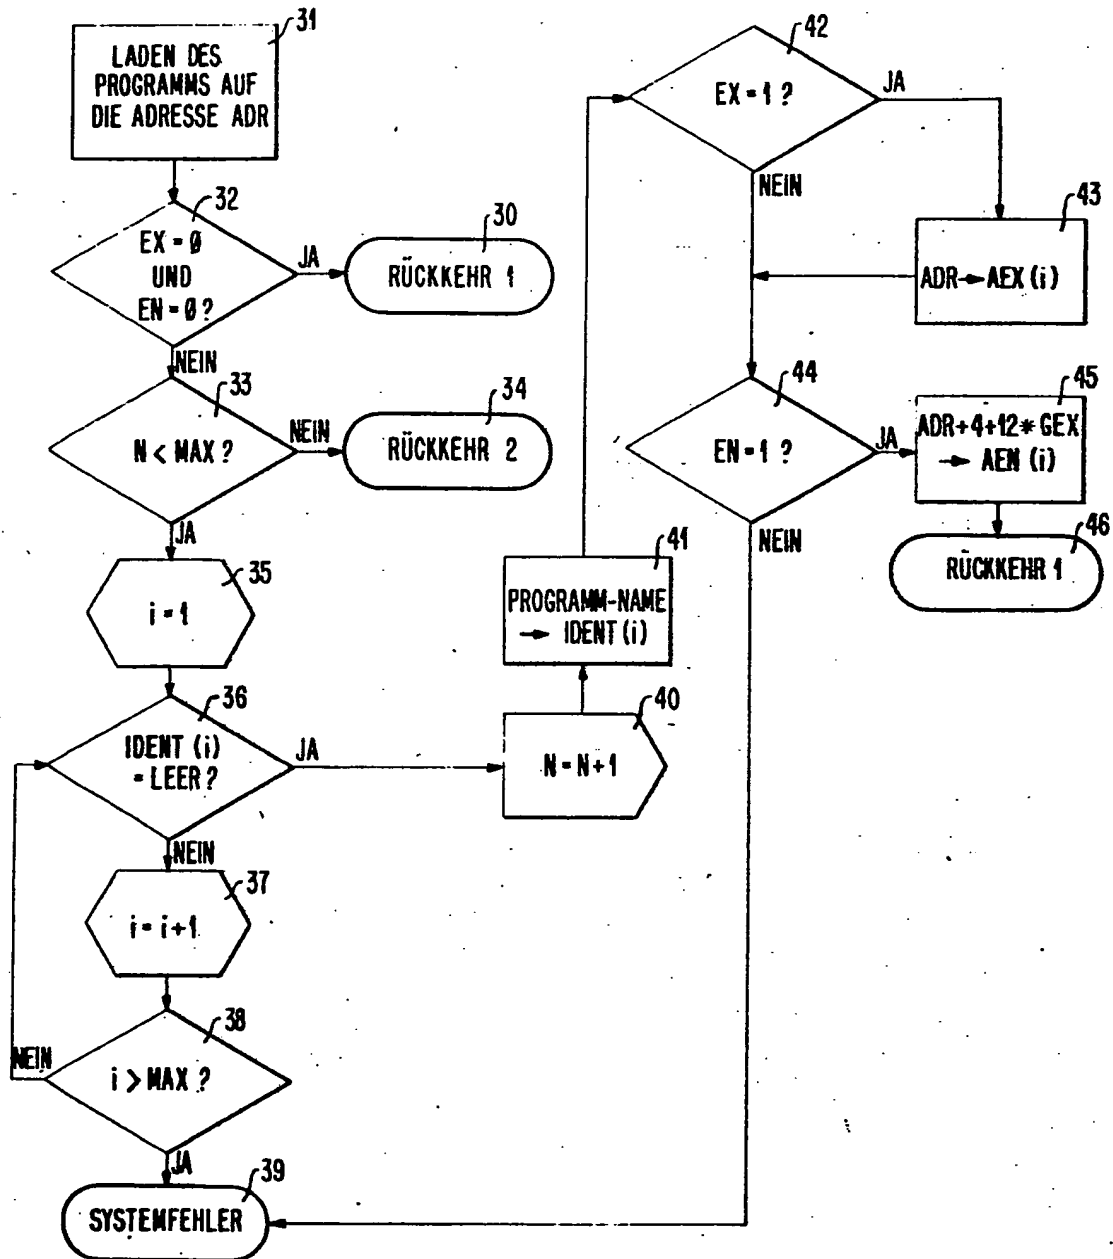 31
LADEN DES
PROGRAMMS AUF
DIE ADRESSE ADR
32
EX = Ø
UND
EN = Ø ?
JA
30
RÜCKKEHR 1
NEIN
33
N < MAX ?
NEIN
34
RÜCKKEHR 2
JA
35
i = 1
36
IDENT (i)
= LEER ?
JA
NEIN
37
i = i + 1
38
i > MAX ?
NEIN
JA
39
SYSTEMFEHLER
40
N = N + 1
41
PROGRAMM-NAME
→ IDENT (i)
42
EX = 1 ?
JA
NEIN
43
ADR → AEX (i)
44
EN = 1 ?
JA
NEIN
45
ADR+4+12* GEX
→ AEN (i)
46
RÜCKKEHR 1